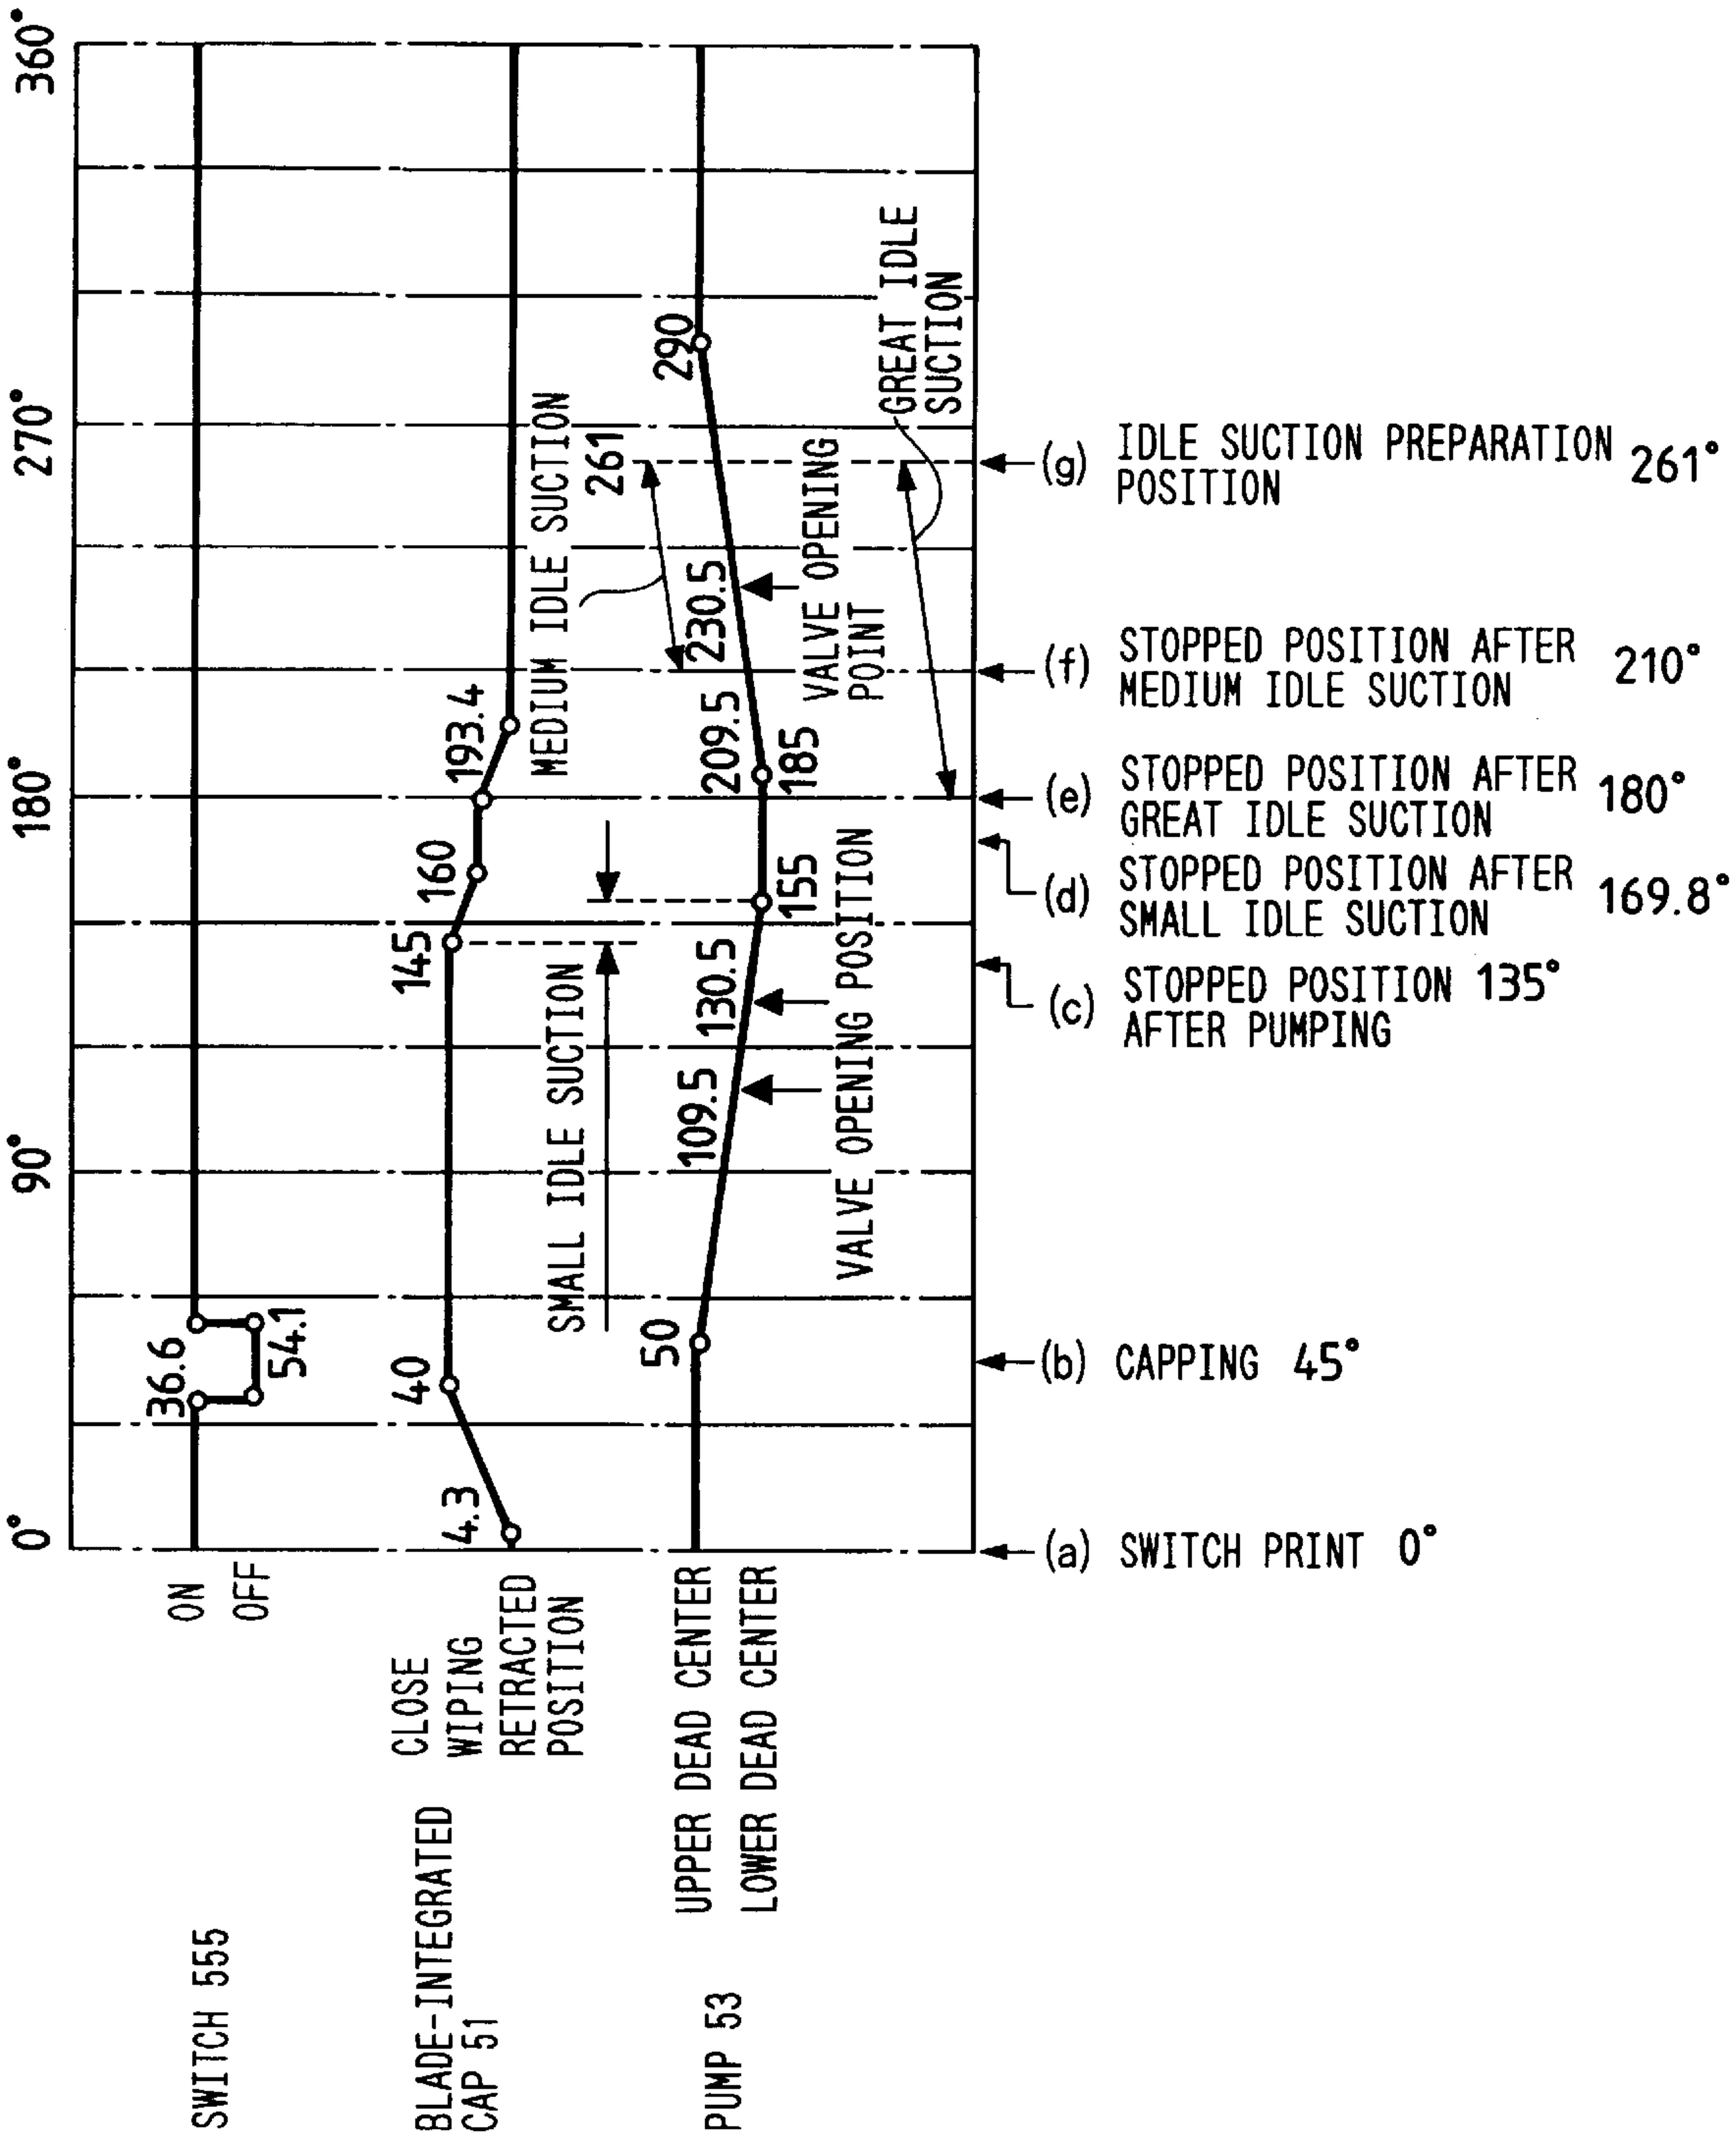 0°
90°
180°
270°
360°
SWITCH 555
ON
OFF
36.6
54.1
BLADE-INTEGRATED
CAP 51
CLOSE
WIPING
RETRACTED
POSITION
4.3
40
145
160
193.4
SMALL IDLE SUCTION
MEDIUM IDLE SUCTION
261
PUMP 53
UPPER DEAD CENTER
LOWER DEAD CENTER
50
109.5
130.5
155
185
209.5
230.5
290
VALVE OPENING POSITION
VALVE OPENING
POINT
GREAT IDLE
SUCTION
(a) SWITCH PRINT 0°
(b) CAPPING 45°
(c) STOPPED POSITION 135°
AFTER PUMPING
(d) STOPPED POSITION AFTER
SMALL IDLE SUCTION 169.8°
(e) STOPPED POSITION AFTER
GREAT IDLE SUCTION 180°
(f) STOPPED POSITION AFTER
MEDIUM IDLE SUCTION 210°
(g) IDLE SUCTION PREPARATION
POSITION 261°